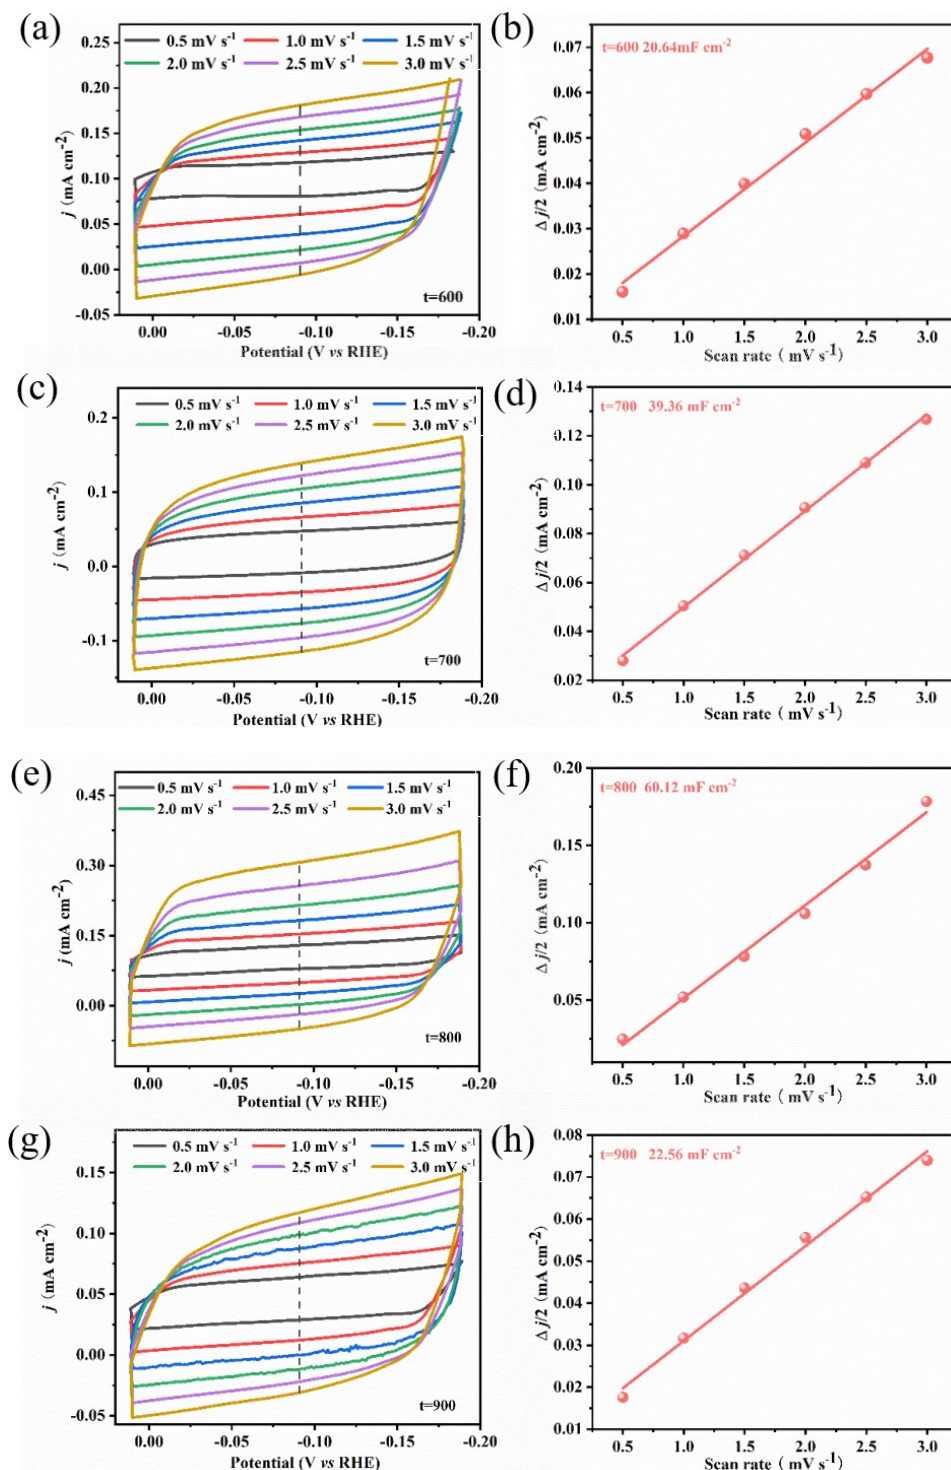 (a)
0.5 mV s⁻¹ 1.0 mV s⁻¹ 1.5 mV s⁻¹
2.0 mV s⁻¹ 2.5 mV s⁻¹ 3.0 mV s⁻¹
0.25
0.20
0.15
0.10
0.05
0.00
-0.05
j (mA cm⁻²)
t=600
0.00 -0.05 -0.10 -0.15 -0.20
Potential (V vs RHE)
(b)
t=600 20.64mF cm⁻²
0.07
0.06
0.05
0.04
0.03
0.02
0.01
Δ j/2 (mA cm⁻²)
0.5 1.0 1.5 2.0 2.5 3.0
Scan rate ( mV s⁻¹)
(c)
0.5 mV s⁻¹ 1.0 mV s⁻¹ 1.5 mV s⁻¹
2.0 mV s⁻¹ 2.5 mV s⁻¹ 3.0 mV s⁻¹
0.2
0.1
0.0
-0.1
j (mA cm⁻²)
t=700
0.00 -0.05 -0.10 -0.15 -0.20
Potential (V vs RHE)
(d)
t=700 39.36 mF cm⁻²
0.14
0.12
0.10
0.08
0.06
0.04
0.02
Δ j/2 (mA cm⁻²)
0.5 1.0 1.5 2.0 2.5 3.0
Scan rate ( mV s⁻¹)
(e)
0.5 mV s⁻¹ 1.0 mV s⁻¹ 1.5 mV s⁻¹
2.0 mV s⁻¹ 2.5 mV s⁻¹ 3.0 mV s⁻¹
0.45
0.30
0.15
0.00
j (mA cm⁻²)
t=800
0.00 -0.05 -0.10 -0.15 -0.20
Potential (V vs RHE)
(f)
t=800 60.12 mF cm⁻²
0.20
0.15
0.10
0.05
Δ j/2 (mA cm⁻²)
0.5 1.0 1.5 2.0 2.5 3.0
Scan rate ( mV s⁻¹)
(g)
0.5 mV s⁻¹ 1.0 mV s⁻¹ 1.5 mV s⁻¹
2.0 mV s⁻¹ 2.5 mV s⁻¹ 3.0 mV s⁻¹
0.15
0.10
0.05
0.00
-0.05
j (mA cm⁻²)
t=900
0.00 -0.05 -0.10 -0.15 -0.20
Potential (V vs RHE)
(h)
t=900 22.56 mF cm⁻²
0.08
0.07
0.06
0.05
0.04
0.03
0.02
0.01
Δ j/2 (mA cm⁻²)
0.5 1.0 1.5 2.0 2.5 3.0
Scan rate ( mV s⁻¹)